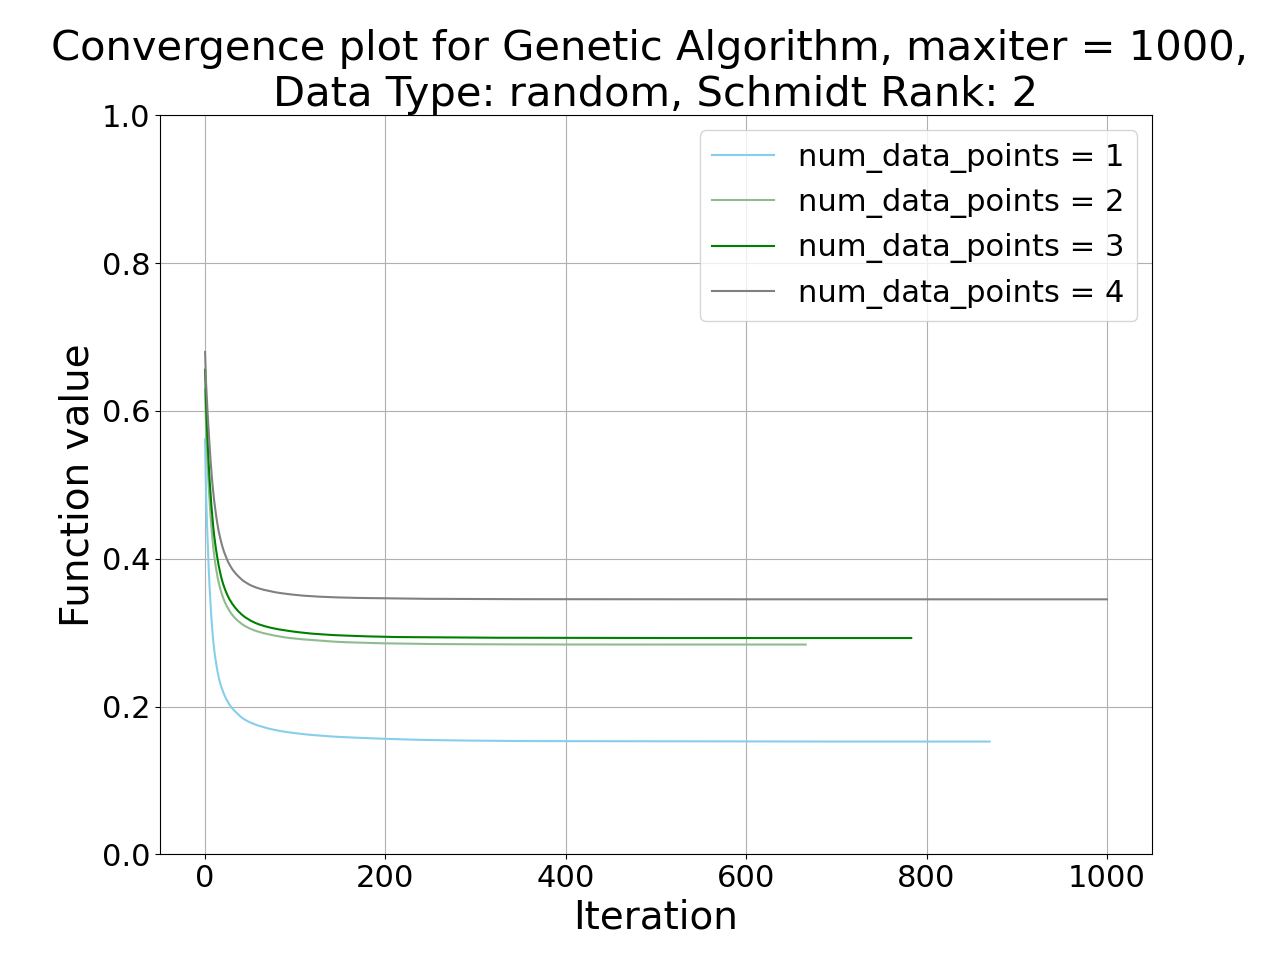 Convergence plot for Genetic Algorithm, maxiter = 1000,
Data Type: random, Schmidt Rank: 2
num_data_points = 1
num_data_points = 2
num_data_points = 3
num_data_points = 4
Function value
1.0
0.8
0.6
0.4
0.2
0.0
0 200 400 600 800 1000
Iteration